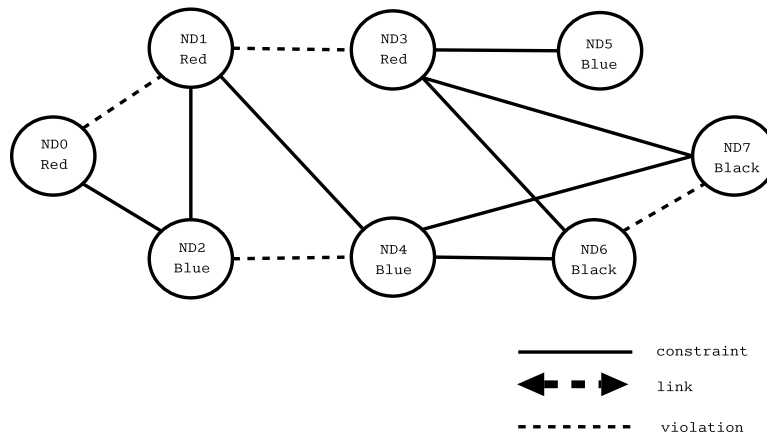 ND1
Red
ND3
Red
ND5
Blue
ND0
Red
ND7
Black
ND2
Blue
ND4
Blue
ND6
Black
constraint
link
violation